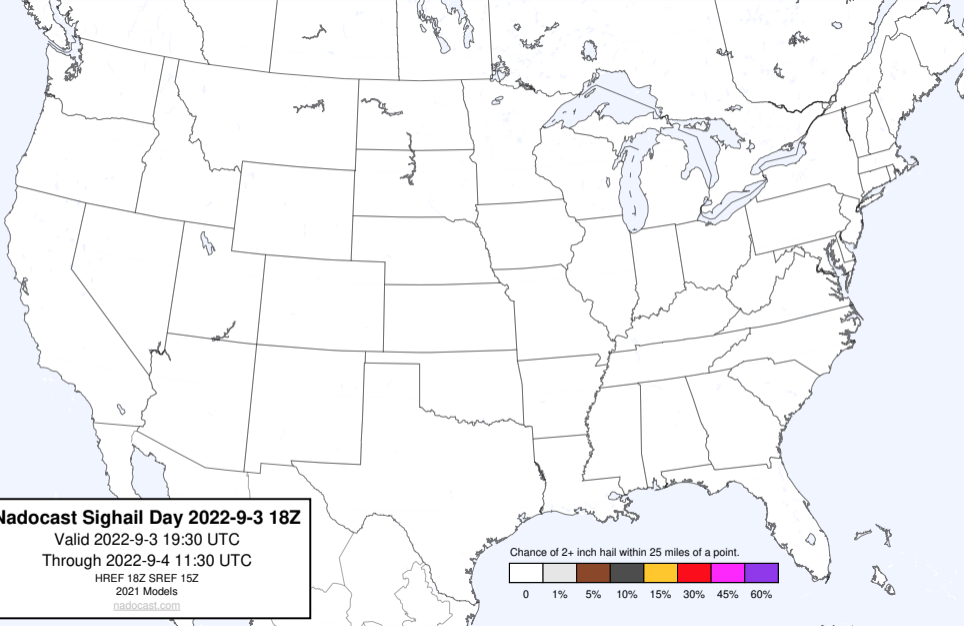 Nadocast Sighail Day 2022-9-3 18Z
Valid 2022-9-3 19:30 UTC
Through 2022-9-4 11:30 UTC
HREF 18Z SREF 15Z
2021 Models
nadocast.com
Chance of 2+ inch hail within 25 miles of a point.
0 1% 5% 10% 15% 30% 45% 60%